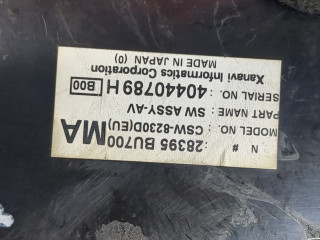 N # :28395 BU700 MA
MODEL NO. CSW-8230D(EU)
PART NAME : SW ASSY-AV
SERIAL NO. : 40440789 H B00
Xanavi Informatics Corporation
MADE IN JAPAN (0)